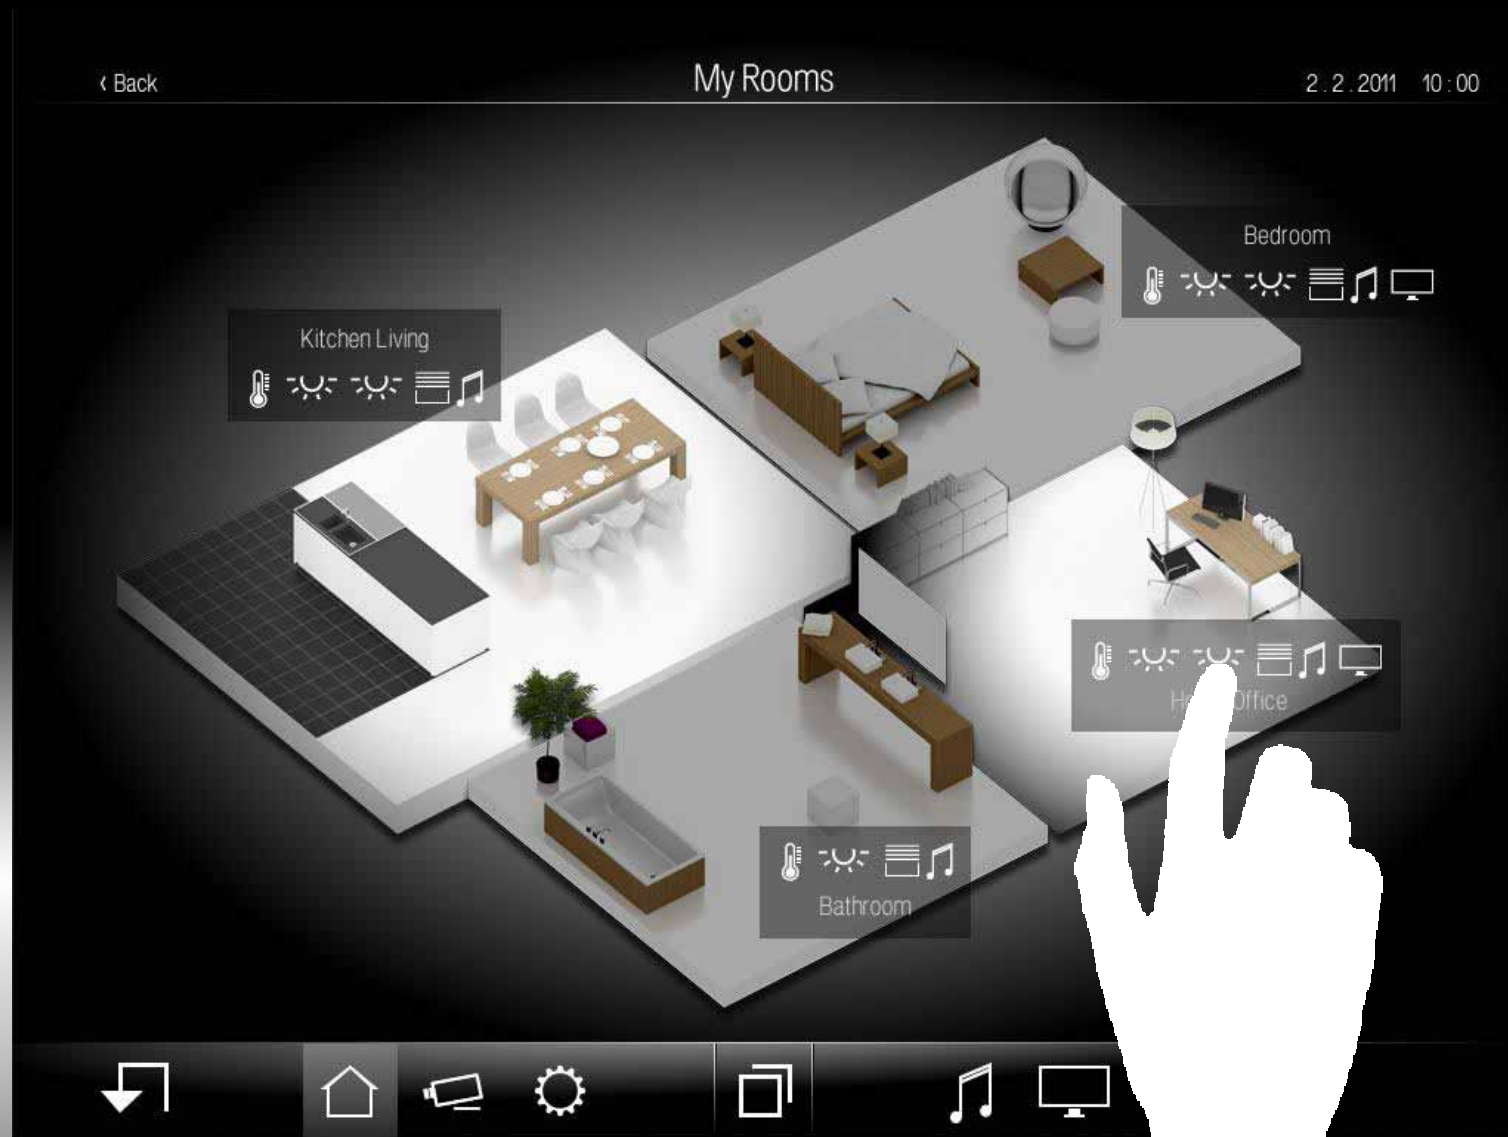 ‹ Back
My Rooms
2 . 2 . 2011 10 : 00
Bedroom
Kitchen Living
Office
Bathroom